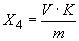 X₄ = V · K / m